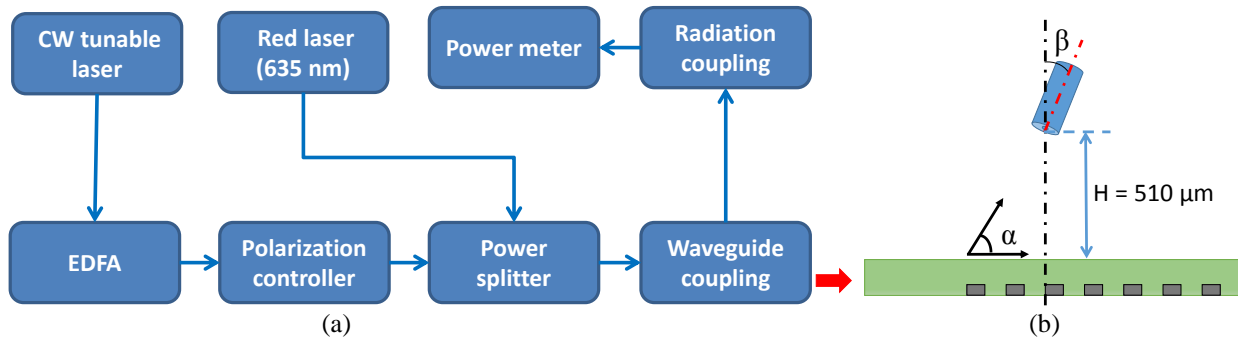 CW tunable
laser
Red laser
(635 nm)
Power meter
Radiation
coupling
EDFA
Polarization
controller
Power
splitter
Waveguide
coupling
(a)
β
H = 510 μm
α
(b)